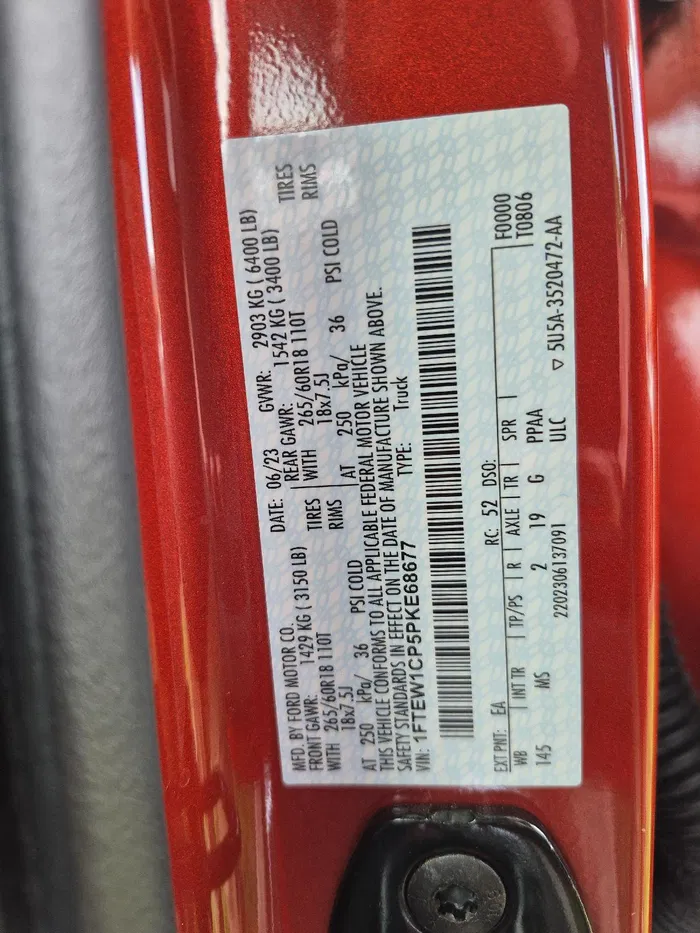 MFD. BY FORD MOTOR CO.
DATE: 06/23 GVWR: 2903 KG ( 6400 LB)
FRONT GAWR: 1429 KG ( 3150 LB) REAR GAWR: 1542 KG ( 3400 LB)
WITH 265/60R18 110T TIRES WITH 265/60R18 110T TIRES
18x7.5J RIMS 18x7.5J RIMS
AT 250 kPa/ 36 PSI COLD AT 250 kPa/ 36 PSI COLD
THIS VEHICLE CONFORMS TO ALL APPLICABLE FEDERAL MOTOR VEHICLE
SAFETY STANDARDS IN EFFECT ON THE DATE OF MANUFACTURE SHOWN ABOVE.
VIN: 1FTEW1CP5PKE68677 TYPE: Truck
EXT PNT: EA RC: 52 DSO: F0000
WB INT TR TP/PS R AXLE TR SPR T0806
145 MS 2 19 G PPAA
2202306137091 ULC ▽ 5U5A-3520472-AA